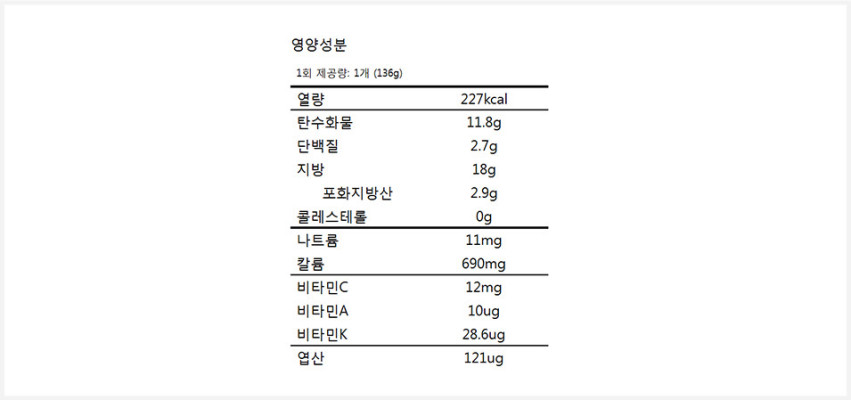 영양성분
1회 제공량: 1개 (136g)
열량 227kcal
탄수화물 11.8g
단백질 2.7g
지방 18g
포화지방산 2.9g
콜레스테롤 0g
나트륨 11mg
칼륨 690mg
비타민C 12mg
비타민A 10ug
비타민K 28.6ug
엽산 121ug